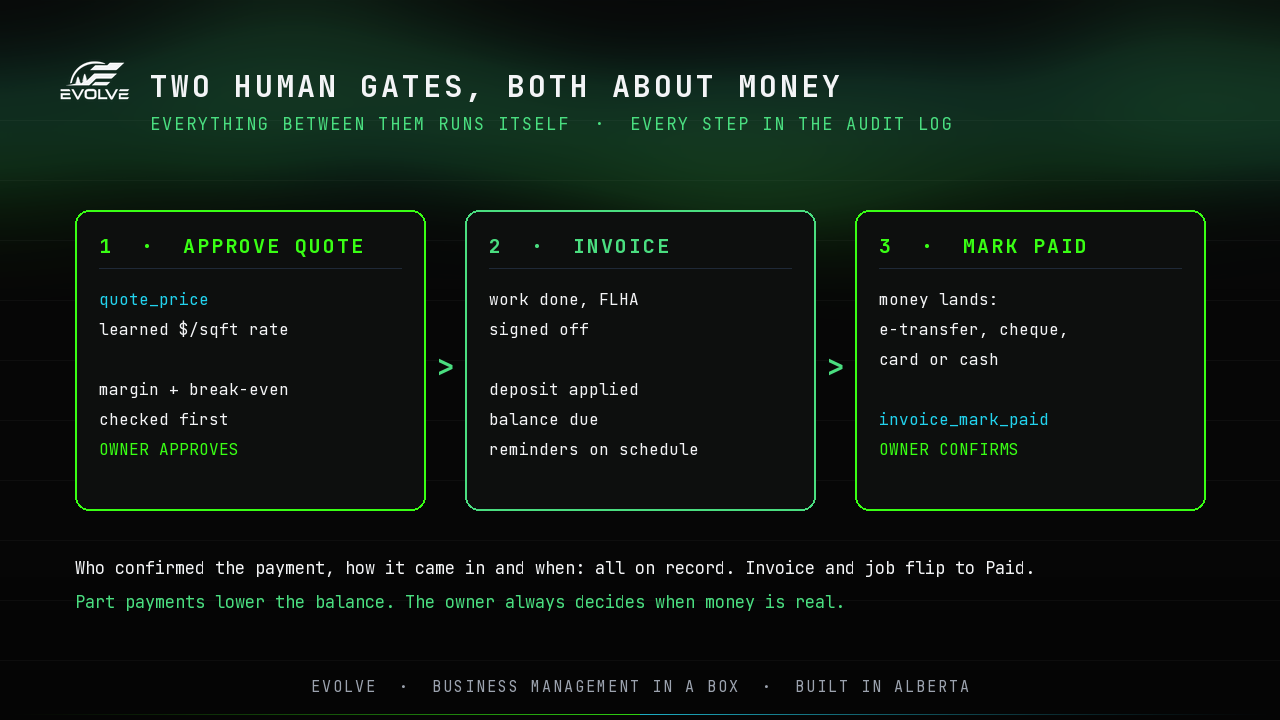 EVOLVE
TWO HUMAN GATES, BOTH ABOUT MONEY
EVERYTHING BETWEEN THEM RUNS ITSELF · EVERY STEP IN THE AUDIT LOG
1 · APPROVE QUOTE
quote_price
learned $/sqft rate
margin + break-even
checked first
OWNER APPROVES
>
2 · INVOICE
work done, FLHA
signed off
deposit applied
balance due
reminders on schedule
>
3 · MARK PAID
money lands:
e-transfer, cheque,
card or cash
invoice_mark_paid
OWNER CONFIRMS
Who confirmed the payment, how it came in and when: all on record. Invoice and job flip to Paid.
Part payments lower the balance. The owner always decides when money is real.
EVOLVE · BUSINESS MANAGEMENT IN A BOX · BUILT IN ALBERTA